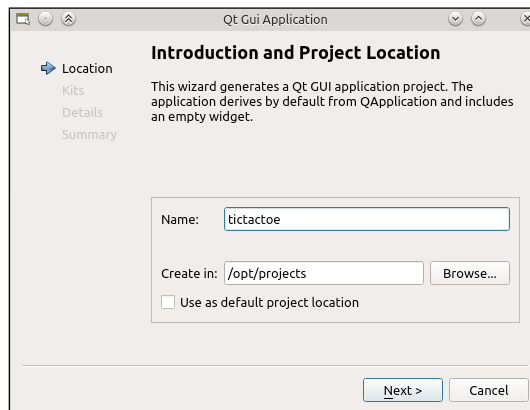 Qt Gui Application
Introduction and Project Location
Location
Kits
Details
Summary
This wizard generates a Qt GUI application project. The
application derives by default from QApplication and includes
an empty widget.
Name: tictactoe
Create in: /opt/projects Browse...
Use as default project location
Next > Cancel